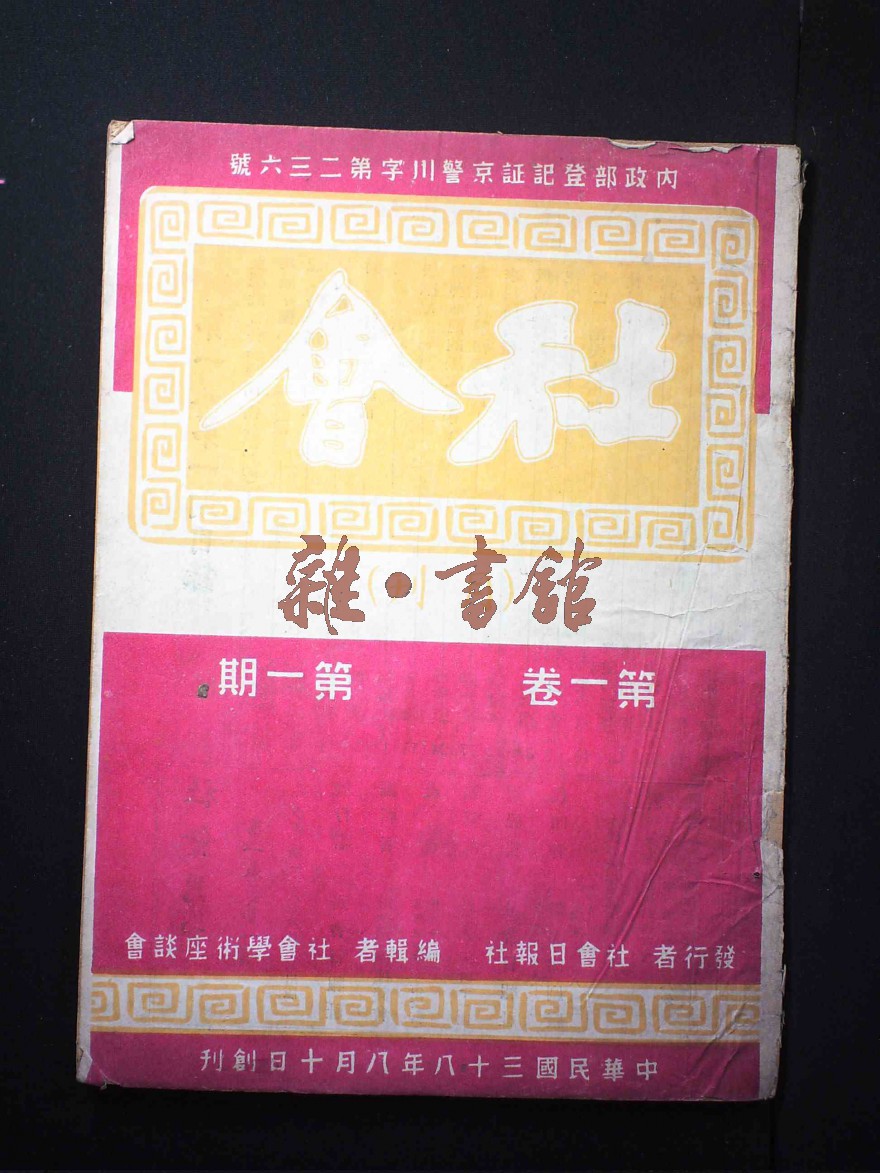 內政部登記証京警川字第二三六號
社會
雜•書館
刊)
第一卷 第一期
發行者 社會日報社 編輯者 社會學術座談會
中華民國三十八年八月十日創刊